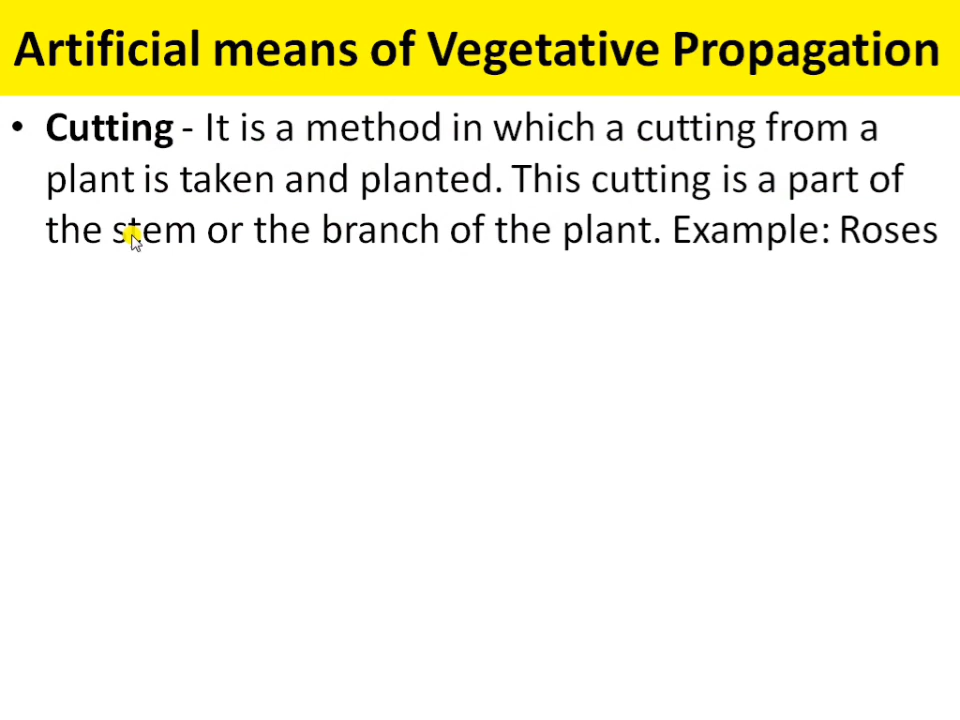 Artificial means of Vegetative Propagation
• Cutting - It is a method in which a cutting from a
plant is taken and planted. This cutting is a part of
the stem or the branch of the plant. Example: Roses